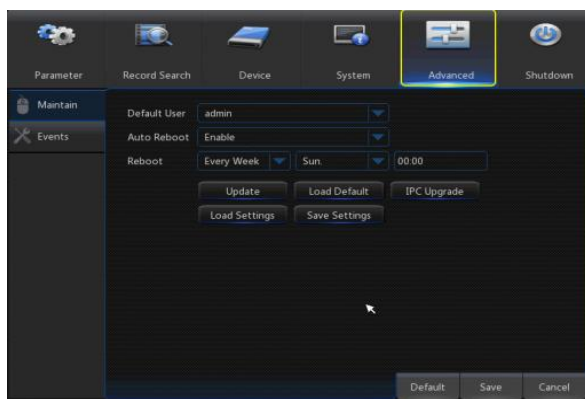 Parameter Record Search Device System Advanced Shutdown
Maintain
Events
Default User admin
Auto Reboot Enable
Reboot Every Week Sun. 00:00
Update Load Default IPC Upgrade
Load Settings Save Settings
Default Save Cancel